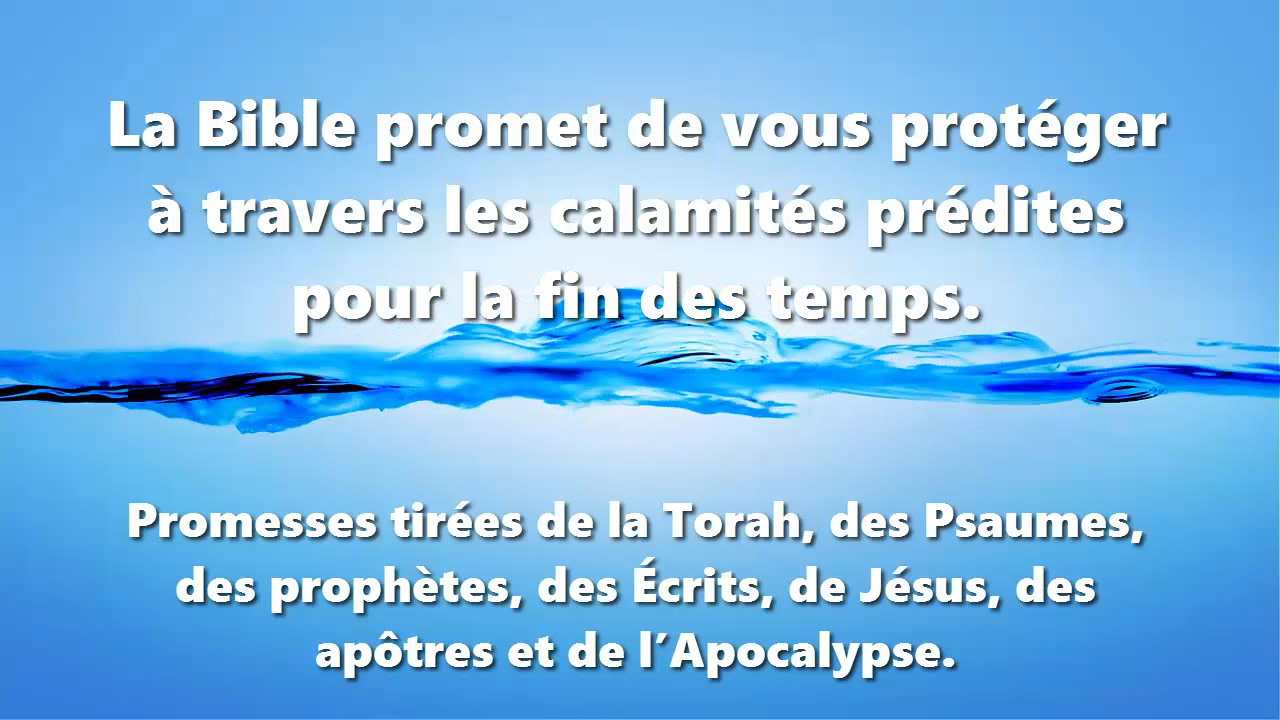 La Bible promet de vous protéger
à travers les calamités prédites
pour la fin des temps.
Promesses tirées de la Torah, des Psaumes,
des prophètes, des Écrits, de Jésus, des
apôtres et de l’Apocalypse.